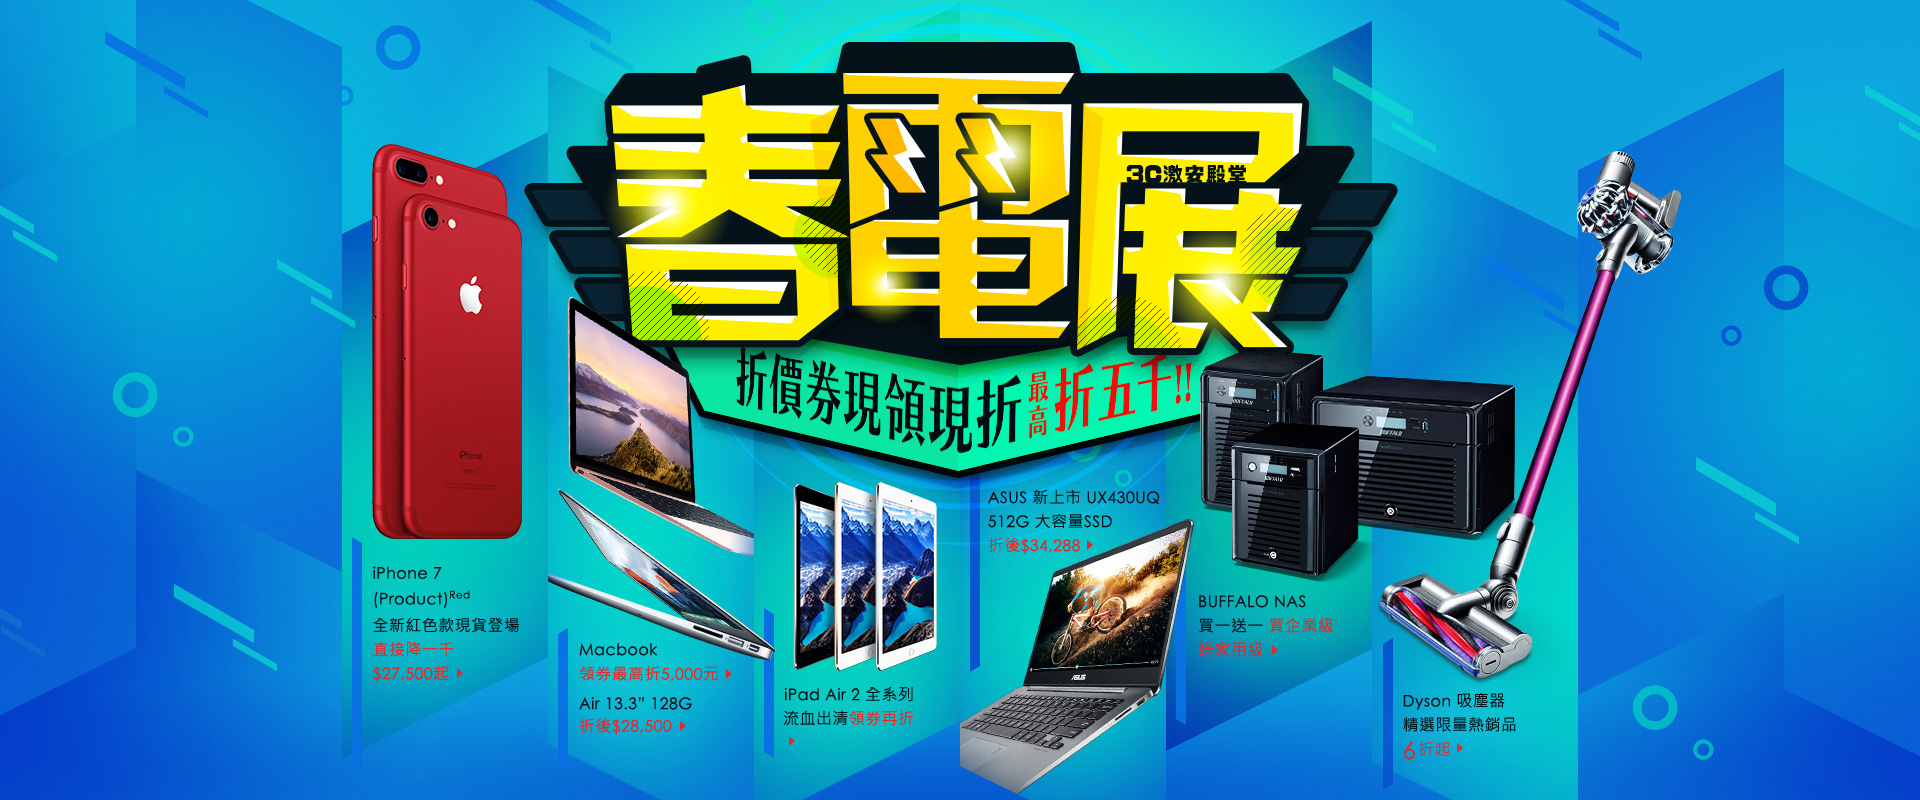 春電展
3C激安殿堂
折價券現領現折最高折五千!!
iPhone
iPhone 7
(Product)Red
全新紅色款現貨登場
直接降一千
$27,500起
Macbook
領券最高折5,000元
Air 13.3” 128G
折後$28,500
iPad Air 2 全系列
流血出清領券再折
ASUS 新上市 UX430UQ
512G 大容量SSD
折後$34,288
ASUS
BUFFALO
BUFFALO
BUFFALO
BUFFALO NAS
買一送一 買企業級
送家用級
Dyson 吸塵器
精選限量熱銷品
6折起